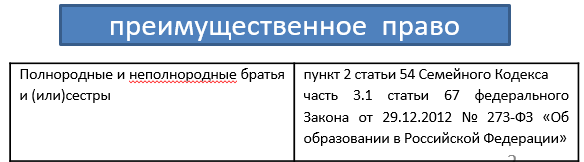 преимущественное право
Полнородные и неполнородные братья
и (или)сестры
пункт 2 статьи 54 Семейного Кодекса
часть 3.1 статьи 67 федерального
Закона от 29.12.2012 № 273-ФЗ «Об
образовании в Российской Федерации»